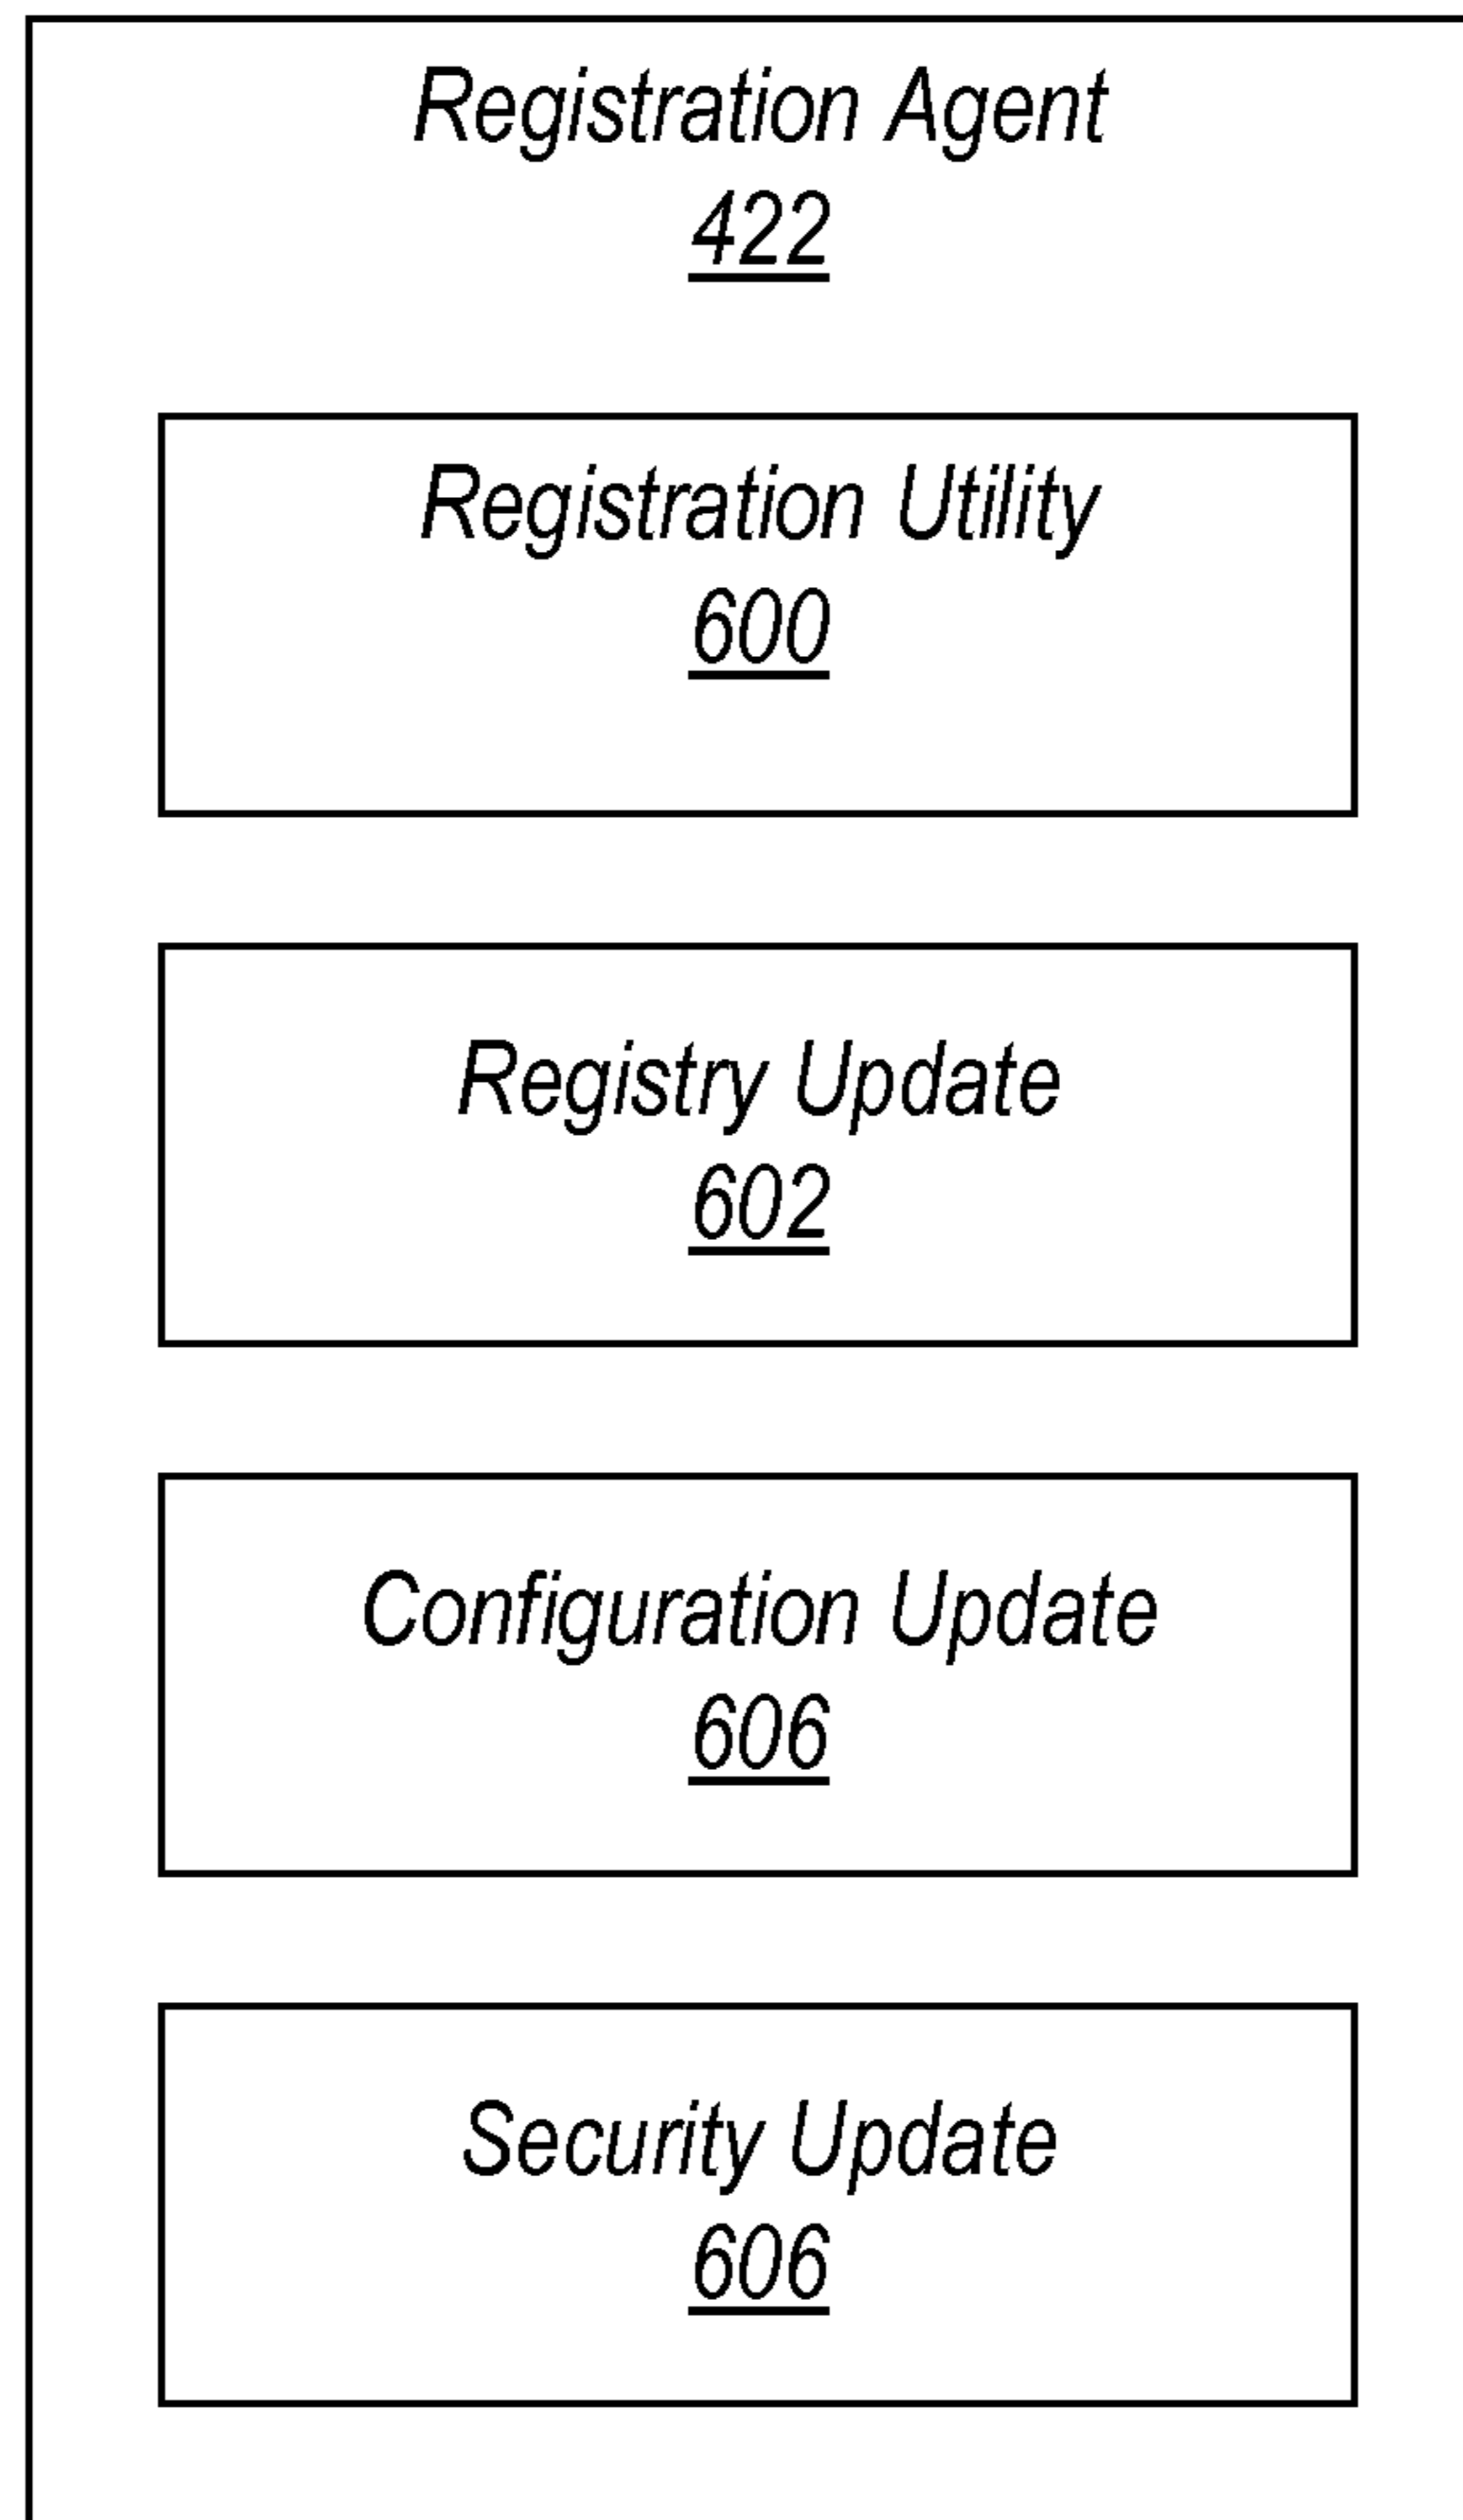 Registration Agent
422
Registration Utility
600
Registry Update
602
Configuration Update
606
Security Update
606